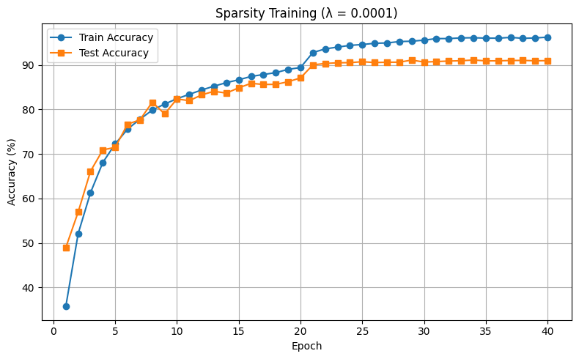 Sparsity Training (λ = 0.0001)
Train Accuracy
Test Accuracy
Accuracy (%)
90
80
70
60
50
40
0 5 10 15 20 25 30 35 40
Epoch